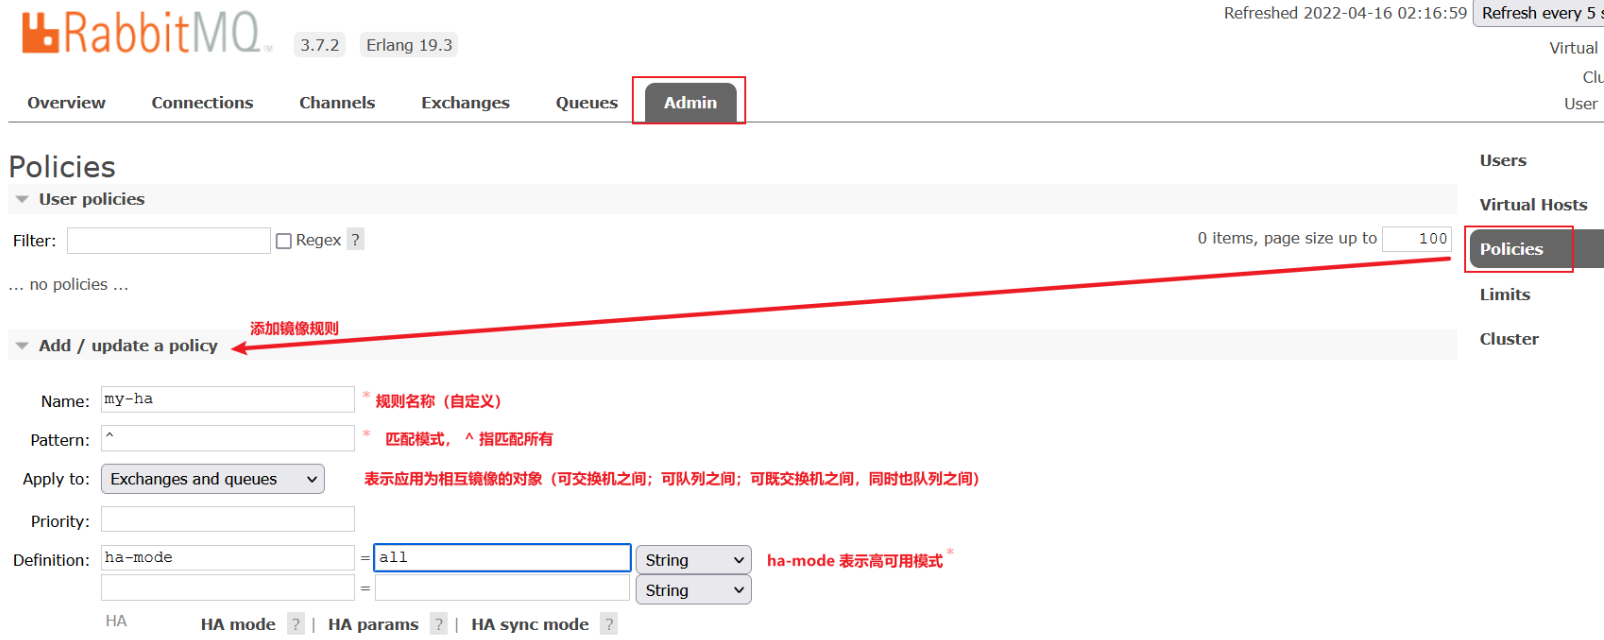 Refreshed 2022-04-16 02:16:59 Refresh every 5 s
RabbitMQ TM 3.7.2 Erlang 19.3
Virtual
Clu
User
Overview Connections Channels Exchanges Queues Admin
Policies
Users
User policies
Virtual Hosts
Filter: Regex ? 0 items, page size up to 100
Policies
... no policies ...
Limits
添加镜像规则
Add / update a policy
Cluster
Name: my-ha * 规则名称（自定义）
Pattern: ^ * 匹配模式， ^ 指匹配所有
Apply to: Exchanges and queues 表示应用为相互镜像的对象（可交换机之间；可队列之间；可既交换机之间，同时也队列之间）
Priority:
Definition: ha-mode = all String ha-mode 表示高可用模式 *
= String
HA HA mode ? | HA params ? | HA sync mode ?